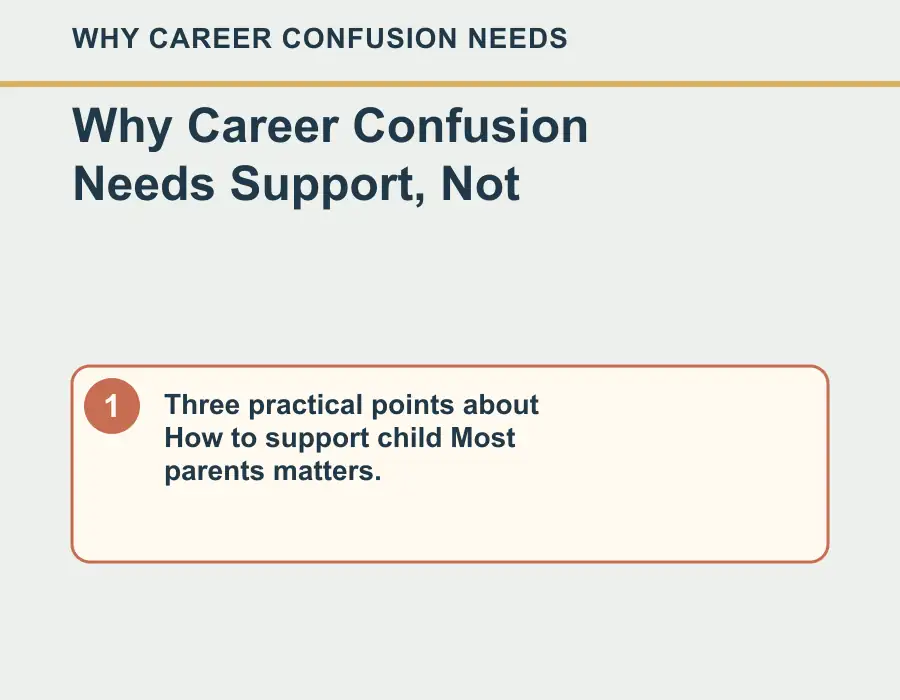 WHY CAREER CONFUSION NEEDS
Why Career Confusion
Needs Support, Not
1
Three practical points about
How to support child Most
parents matters.